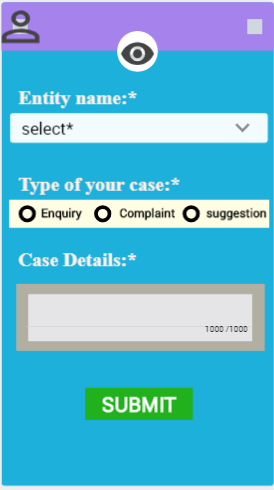 Entity name:*
select*
Type of your case:*
Enquiry Complaint suggestion
Case Details:*
1000 /1000
SUBMIT